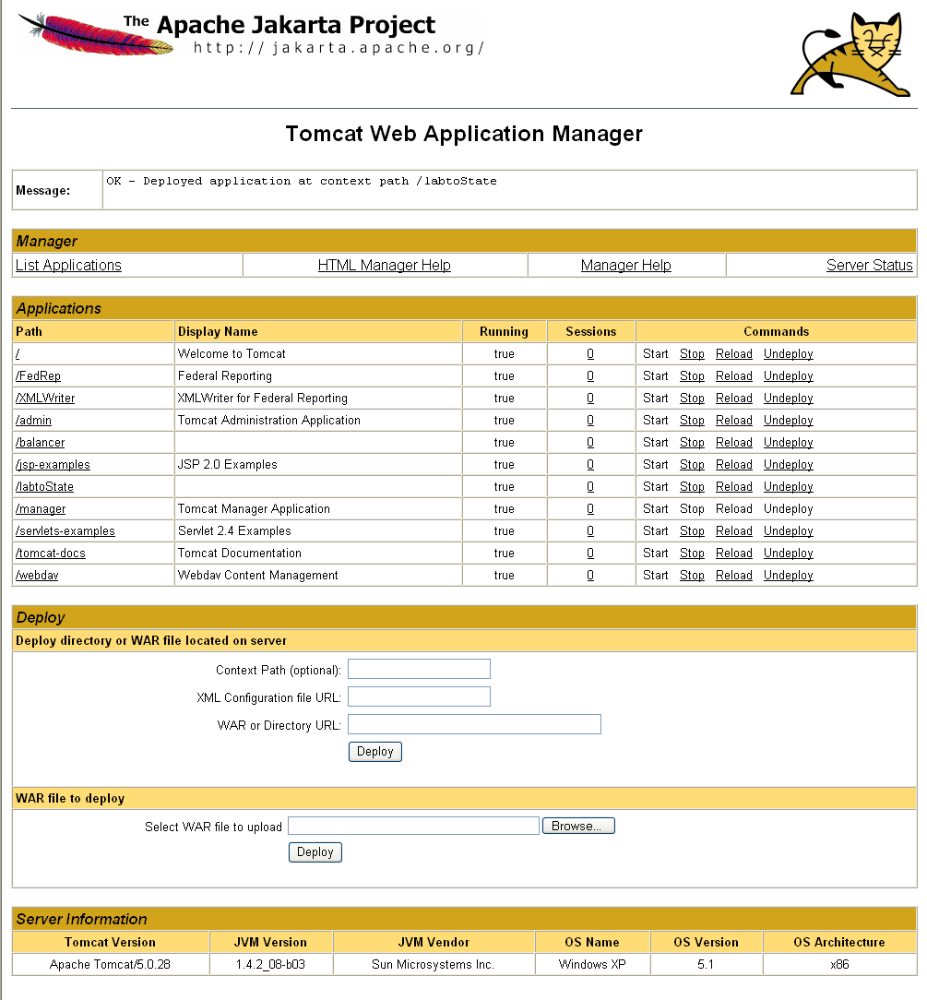 The Apache Jakarta Project
http://jakarta.apache.org/
Tomcat Web Application Manager
Message: OK - Deployed application at context path /labtoState
Manager
List Applications HTML Manager Help Manager Help Server Status
Applications
Path Display Name Running Sessions Commands
/ Welcome to Tomcat true 0 Start Stop Reload Undeploy
/FedRep Federal Reporting true 0 Start Stop Reload Undeploy
/XMLWriter XMLWriter for Federal Reporting true 0 Start Stop Reload Undeploy
/admin Tomcat Administration Application true 0 Start Stop Reload Undeploy
/balancer true 0 Start Stop Reload Undeploy
/jsp-examples JSP 2.0 Examples true 0 Start Stop Reload Undeploy
/labtoState true 0 Start Stop Reload Undeploy
/manager Tomcat Manager Application true 0 Start Stop Reload Undeploy
/servlets-examples Servlet 2.4 Examples true 0 Start Stop Reload Undeploy
/tomcat-docs Tomcat Documentation true 0 Start Stop Reload Undeploy
/webdav Webdav Content Management true 0 Start Stop Reload Undeploy
Deploy
Deploy directory or WAR file located on server
Context Path (optional):
XML Configuration file URL:
WAR or Directory URL:
Deploy
WAR file to deploy
Select WAR file to upload Browse...
Deploy
Server Information
Tomcat Version JVM Version JVM Vendor OS Name OS Version OS Architecture
Apache Tomcat/5.0.28 1.4.2_08-b03 Sun Microsystems Inc. Windows XP 5.1 x86